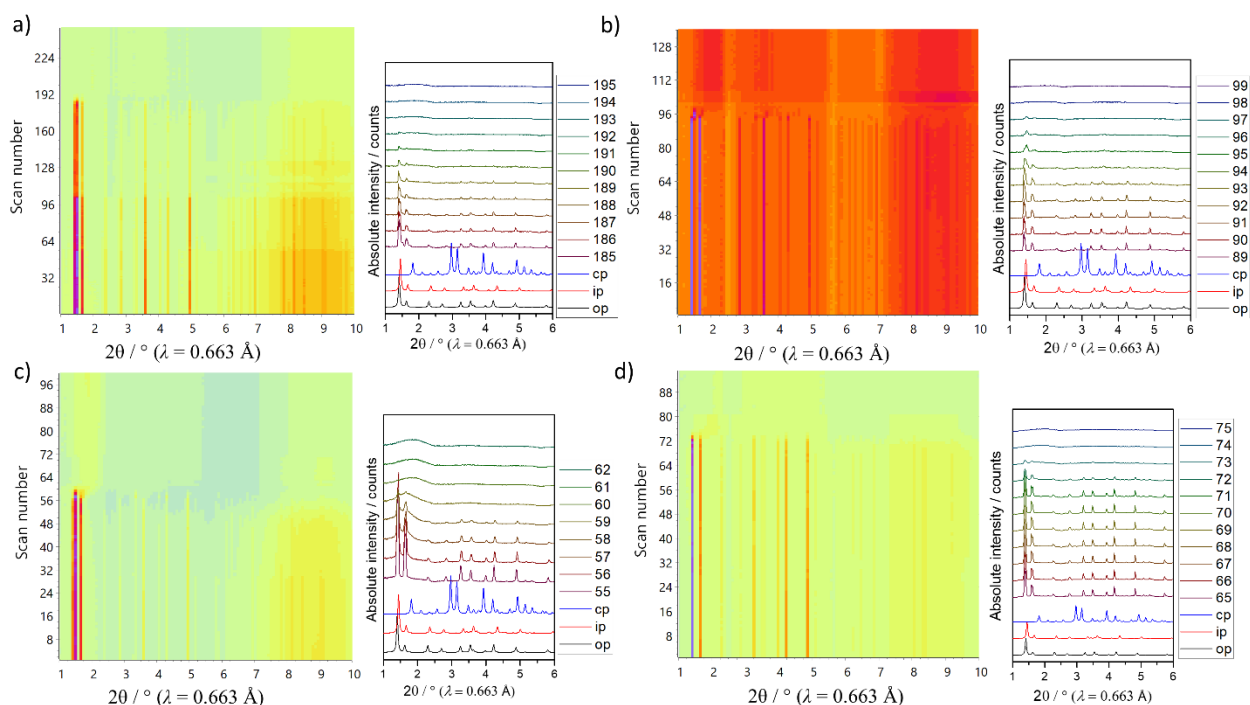 a)
Scan number
224
192
160
128
96
64
32
1 2 3 4 5 6 7 8 9 10
2θ / ° (λ = 0.663 Å)
Absolute intensity / counts
195
194
193
192
191
190
189
188
187
186
185
cp
ip
op
1 2 3 4 5 6
2θ / ° (λ = 0.663 Å)
b)
Scan number
128
112
96
80
64
48
32
16
1 2 3 4 5 6 7 8 9 10
2θ / ° (λ = 0.663 Å)
Absolute intensity / counts
99
98
97
96
95
94
93
92
91
90
89
cp
ip
op
1 2 3 4 5 6
2θ / ° (λ = 0.663 Å)
c)
Scan number
96
88
80
72
64
56
48
40
32
24
16
8
1 2 3 4 5 6 7 8 9 10
2θ / ° (λ = 0.663 Å)
Absolute intensity / counts
62
61
60
59
58
57
56
55
cp
ip
op
1 2 3 4 5 6
2θ / ° (λ = 0.663 Å)
d)
Scan number
88
80
72
64
56
48
40
32
24
16
8
1 2 3 4 5 6 7 8 9 10
2θ / ° (λ = 0.663 Å)
Absolute intensity / counts
75
74
73
72
71
70
69
68
67
66
65
cp
ip
op
1 2 3 4 5 6
2θ / ° (λ = 0.663 Å)